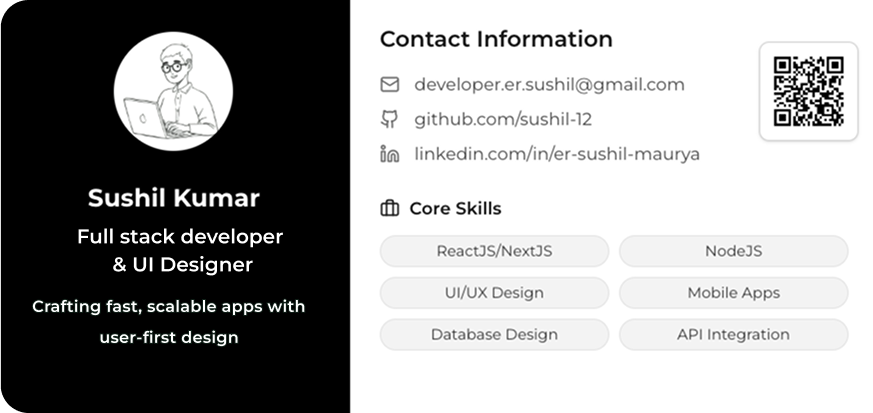 Sushil Kumar
Full stack developer
& UI Designer
Crafting fast, scalable apps with
user-first design
Contact Information
developer.er.sushil@gmail.com
github.com/sushil-12
linkedin.com/in/er-sushil-maurya
Core Skills
ReactJS/NextJS
NodeJS
UI/UX Design
Mobile Apps
Database Design
API Integration